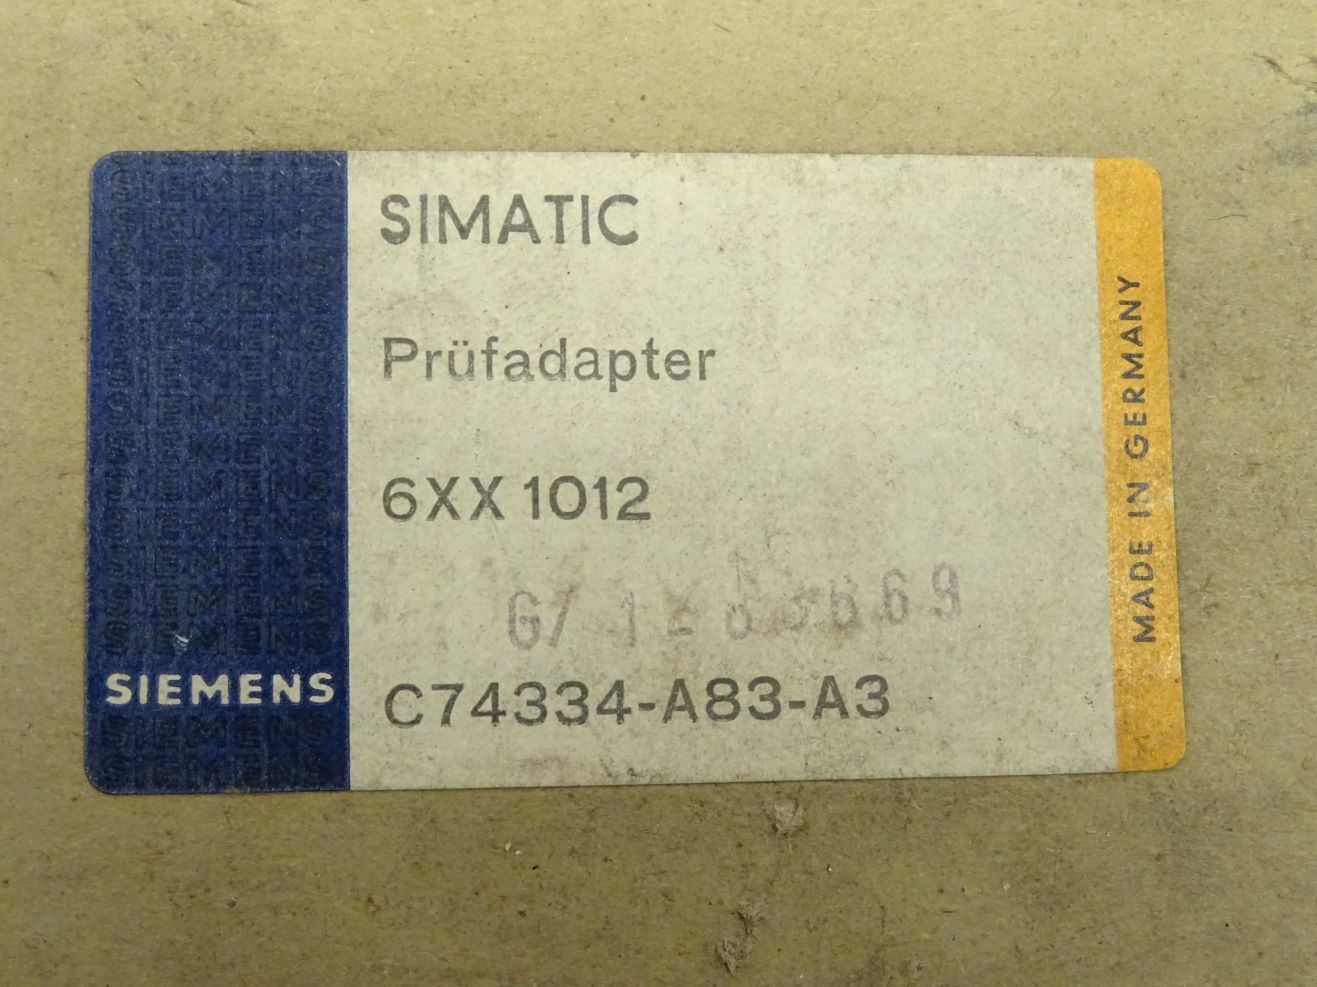 SIMATIC
Prüfadapter
6XX 1012
C74334-A83-A3
SIEMENS
MADE IN GERMANY